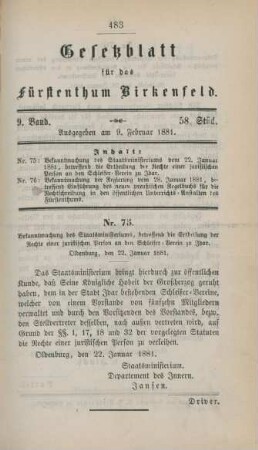 483
Gesetzblatt
für das
Fürstenthum Birkenfeld.
9. Band.
58. Stück.
Ausgegeben am 9. Februar 1881.
Inhalt:
Nr. 75: Bekanntmachung des Staatsministeriums vom 22. Januar
1881, betreffend die Ertheilung der Rechte einer juristischen
Person an den Schleifer-Verein zu Idar.
Nr. 76: Bekanntmachung der Regierung vom 28. Januar 1881, be-
treffend Einführung des neuen preußischen Regelbuchs für die
Rechtschreibung in den öffentlichen Unterrichts-Anstalten
des Fürstenthums.
Nr. 75.
Bekanntmachung des Staatsministeriums, betreffend die Ertheilung der
Rechte einer juristischen Person an den Schleifer-Verein zu Idar.
Oldenburg, den 22. Januar 1881.
Das Staatsministerium bringt hierdurch zur öffentlichen
Kunde, daß Seine Königliche Hoheit der Großherzog geruht
haben, den in der Stadt Idar bestehenden Schleifer-Vereine,
welcher von einem Vorstande von fünf Mitgliedern
verwaltet und durch den Vorsitzenden des Vorstandes, bezw.
den Stellvertreter desselben, nach außen vertreten wird, auf
Grund der §§. 1, 17, 18 und 32 der vorgelegten Statuten
die Rechte einer juristischen Person zu verleihen.
Oldenburg, den 22. Januar 1881.
Staatsministerium.
Departement des Innern.
Jansen.
Driver.